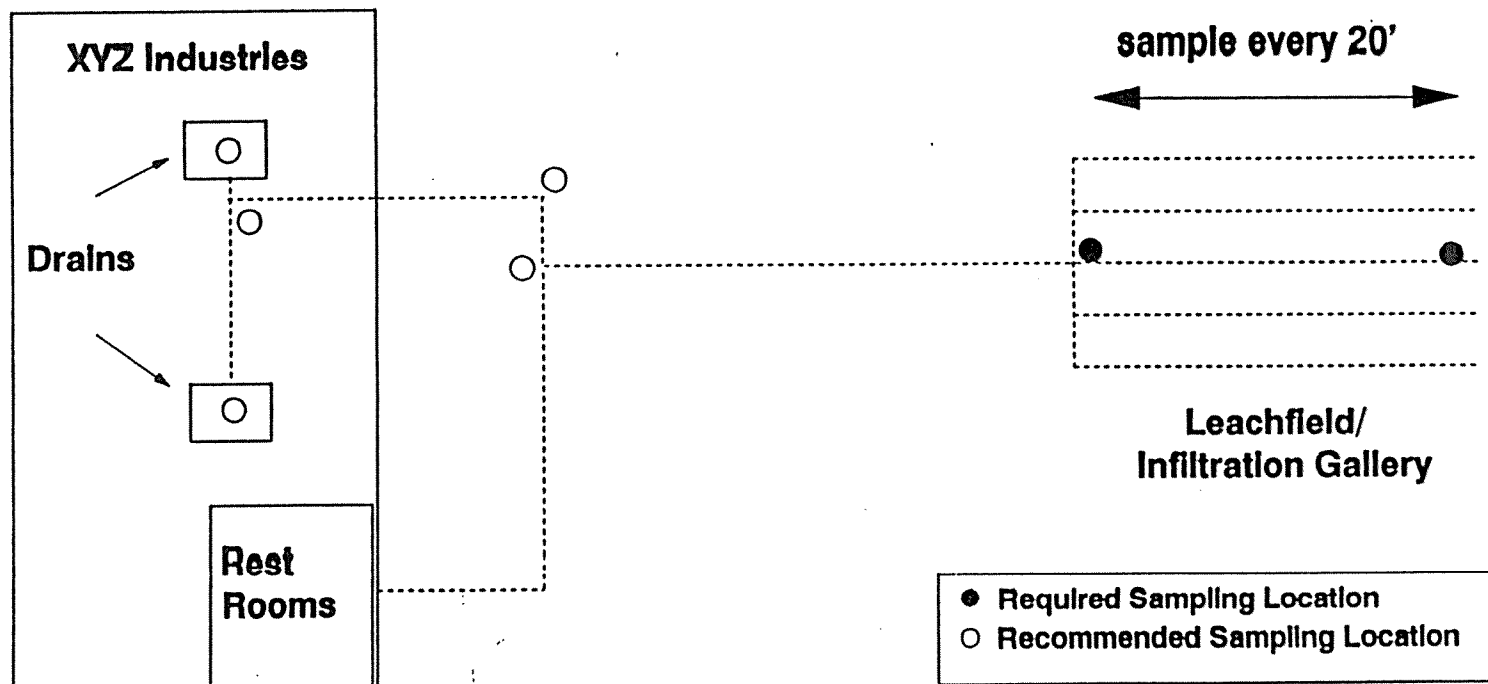 XYZ Industries
sample every 20'
Drains
Leachfield/
Infiltration Gallery
Rest
Rooms
Required Sampling Location
Recommended Sampling Location